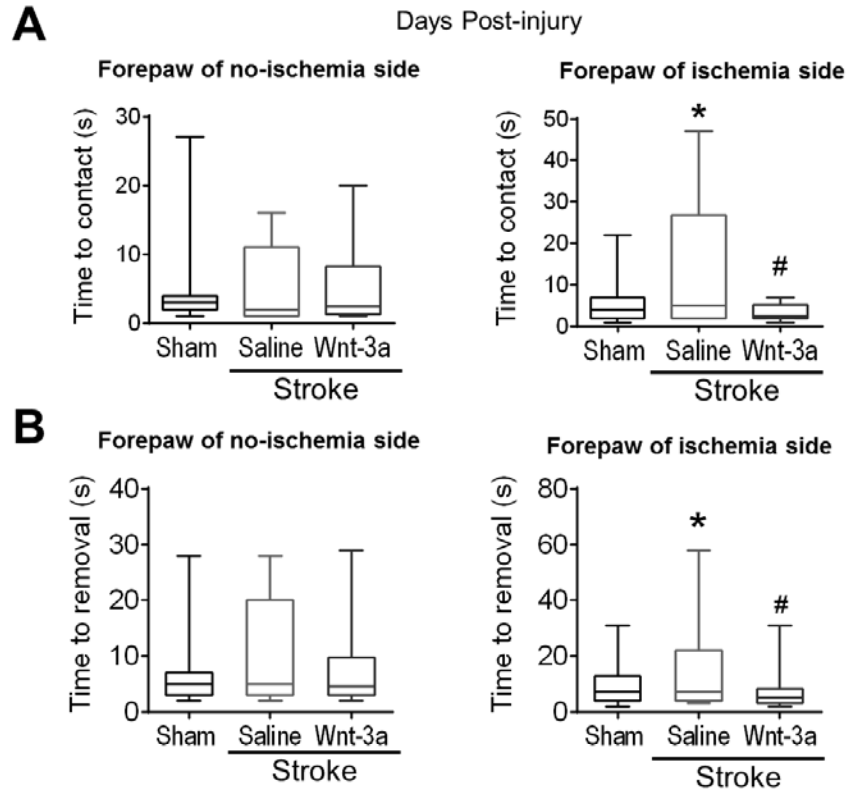 A
Days Post-injury
Forepaw of no-ischemia side
Time to contact (s)
30
20
10
0
Sham Saline Wnt-3a
Stroke
Forepaw of ischemia side
Time to contact (s)
50
40
30
20
10
0
*
#
Sham Saline Wnt-3a
Stroke
B
Forepaw of no-ischemia side
Time to removal (s)
40
30
20
10
0
Sham Saline Wnt-3a
Stroke
Forepaw of ischemia side
Time to removal (s)
80
60
40
20
0
*
#
Sham Saline Wnt-3a
Stroke